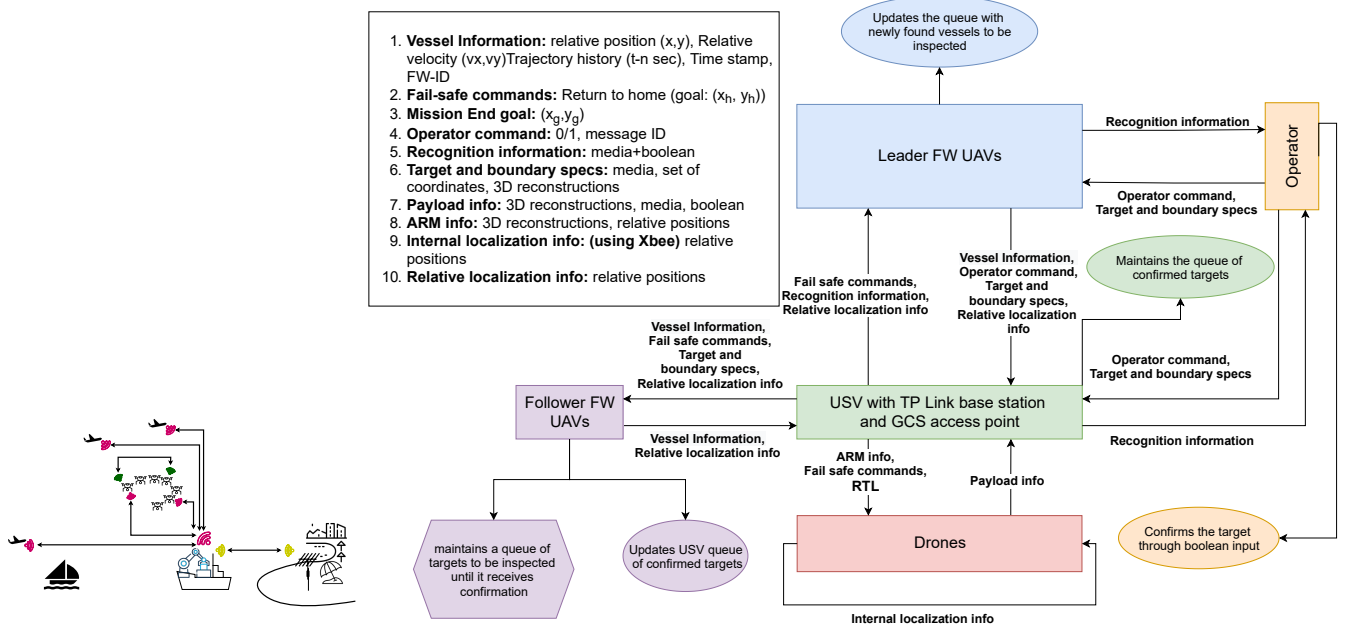 1. Vessel Information: relative position (x,y), Relative
velocity (vx,vy)Trajectory history (t-n sec), Time stamp,
FW-ID
2. Fail-safe commands: Return to home (goal: (xh, yh))
3. Mission End goal: (xg,yg)
4. Operator command: 0/1, message ID
5. Recognition information: media+boolean
6. Target and boundary specs: media, set of
coordinates, 3D reconstructions
7. Payload info: 3D reconstructions, media, boolean
8. ARM info: 3D reconstructions, relative positions
9. Internal localization info: (using Xbee) relative
positions
10. Relative localization info: relative positions
Updates the queue with
newly found vessels to be
inspected
Leader FW UAVs
Recognition information
Operator
Operator command,
Target and boundary specs
Fail safe commands,
Recognition information,
Relative localization info
Vessel Information,
Operator command,
Target and
boundary specs,
Relative localization
info
Maintains the queue of
confirmed targets
Vessel Information,
Fail safe commands,
Target and
boundary specs,
Relative localization info
Operator command,
Target and boundary specs
Follower FW
UAVs
USV with TP Link base station
and GCS access point
Vessel Information,
Relative localization info
Recognition information
ARM info,
Fail safe commands,
RTL
Payload info
maintains a queue of
targets to be inspected
until it receives
confirmation
Updates USV queue
of confirmed targets
Drones
Confirms the target
through boolean input
Internal localization info